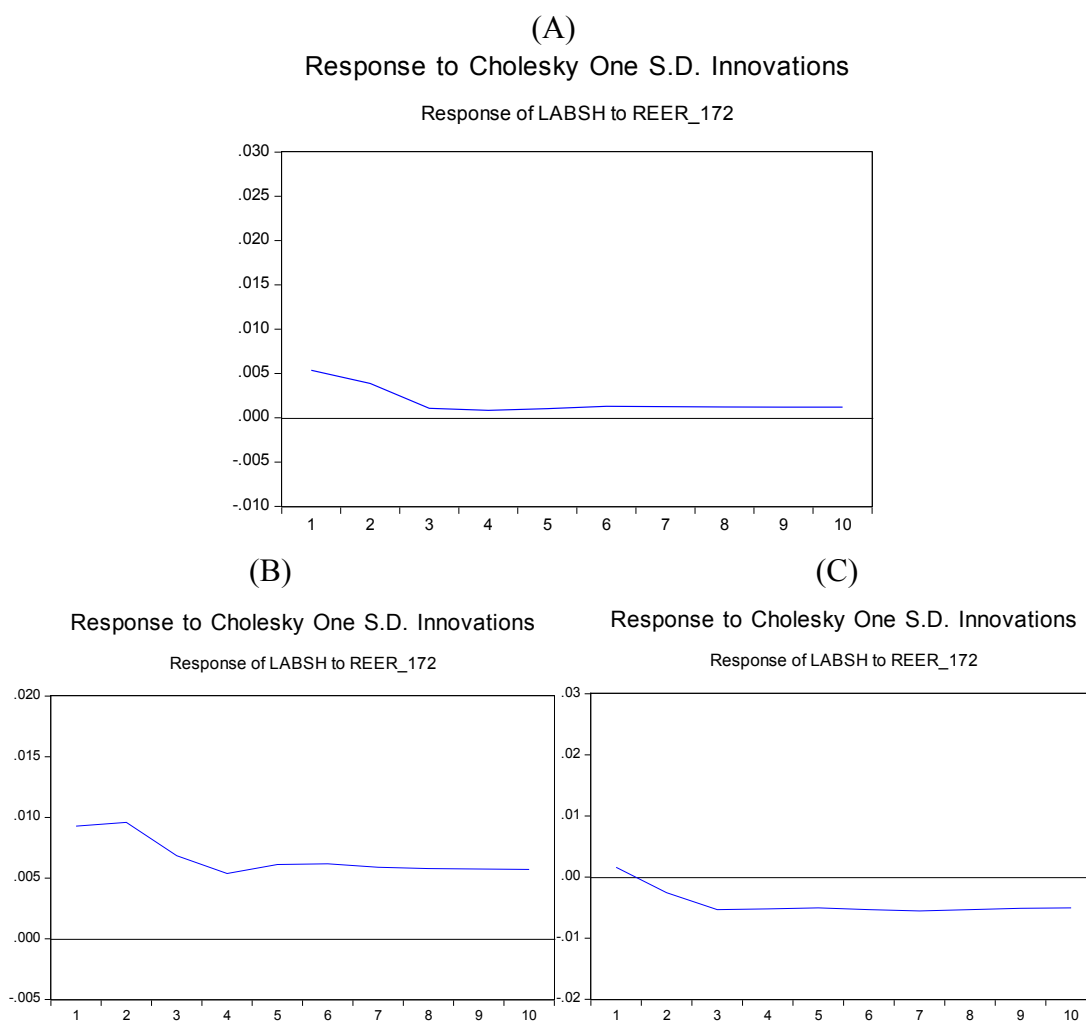 (A)
Response to Cholesky One S.D. Innovations
Response of LABSH to REER_172
.030
.025
.020
.015
.010
.005
.000
-.005
-.010
1 2 3 4 5 6 7 8 9 10
(B)
Response to Cholesky One S.D. Innovations
Response of LABSH to REER_172
.020
.015
.010
.005
.000
-.005
1 2 3 4 5 6 7 8 9 10
(C)
Response to Cholesky One S.D. Innovations
Response of LABSH to REER_172
.03
.02
.01
.00
-.01
-.02
1 2 3 4 5 6 7 8 9 10